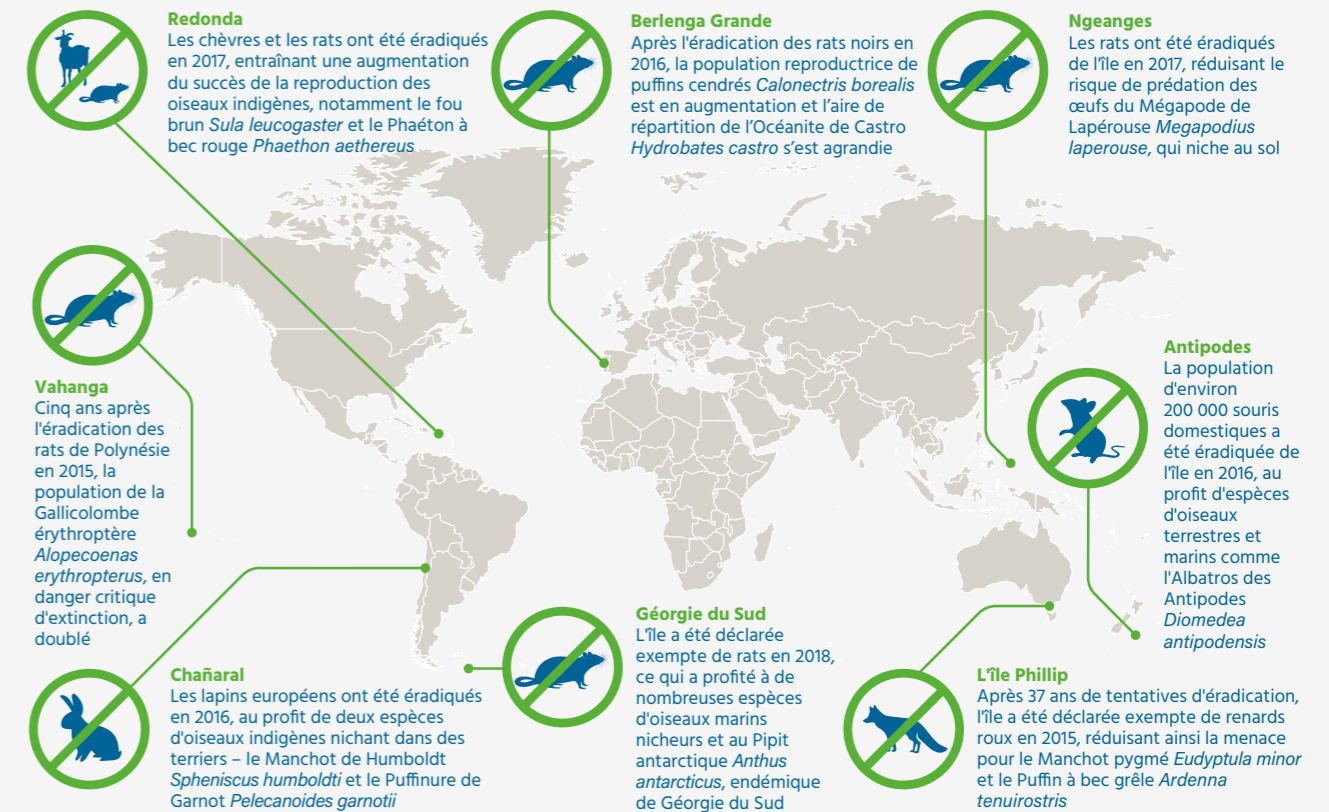 Redonda
Les chèvres et les rats ont été éradiqués
en 2017, entraînant une augmentation
du succès de la reproduction des
oiseaux indigènes, notamment le fou
brun Sula leucogaster et le Phaéton à
bec rouge Phaethon aethereus
Berlenga Grande
Après l'éradication des rats noirs en
2016, la population reproductrice de
puffins cendrés Calonectris borealis
est en augmentation et l’aire de
répartition de l’Océanite de Castro
Hydrobates castro s’est agrandie
Ngeanges
Les rats ont été éradiqués
de l'île en 2017, réduisant le
risque de prédation des
œufs du Mégapode de
Lapérouse Megapodius
laperouse, qui niche au sol
Vahanga
Cinq ans après
l'éradication des
rats de Polynésie
en 2015, la
population de la
Gallicolombe
érythroptère
Alopecoenas
erythropterus, en
danger critique
d'extinction, a
doublé
Antipodes
La population
d'environ
200 000 souris
domestiques a
été éradiquée de
l'île en 2016, au
profit d'espèces
d'oiseaux
terrestres et
marins comme
l'Albatros des
Antipodes
Diomedea
antipodensis
Chañaral
Les lapins européens ont été éradiqués
en 2016, au profit de deux espèces
d'oiseaux indigènes nichant dans des
terriers – le Manchot de Humboldt
Spheniscus humboldti et le Puffinure de
Garnot Pelecanoides garnotii
Géorgie du Sud
L'île a été déclarée
exempte de rats en 2018,
ce qui a profité à de
nombreuses espèces
d'oiseaux marins
nicheurs et au Pipit
antarctique Anthus
antarcticus, endémique
de Géorgie du Sud
L'île Phillip
Après 37 ans de tentatives d'éradication,
l'île a été déclarée exempte de renards
roux en 2015, réduisant ainsi la menace
pour le Manchot pygmé Eudyptula minor
et le Puffin à bec grêle Ardenna
tenuirostris